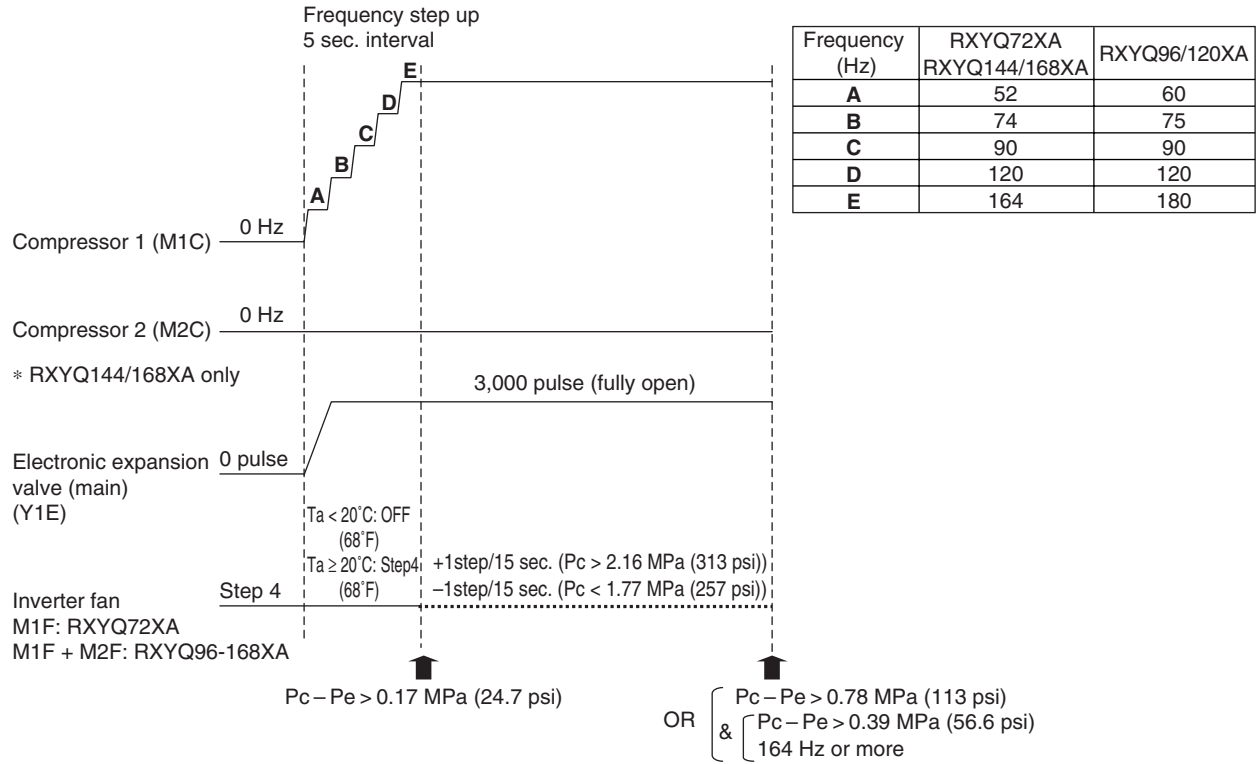 Frequency step up
5 sec. interval
E
D
C
B
A
Compressor 1 (M1C)
0 Hz
Compressor 2 (M2C)
0 Hz
* RXYQ144/168XA only
3,000 pulse (fully open)
Electronic expansion
valve (main)
(Y1E)
0 pulse
Ta < 20˚C: OFF
(68˚F)
Ta ≥ 20˚C: Step4
(68˚F)
+1step/15 sec. (Pc > 2.16 MPa (313 psi))
–1step/15 sec. (Pc < 1.77 MPa (257 psi))
Step 4
Inverter fan
M1F: RXYQ72XA
M1F + M2F: RXYQ96-168XA
Pc – Pe > 0.17 MPa (24.7 psi)
OR
Pc – Pe > 0.78 MPa (113 psi)
&
Pc – Pe > 0.39 MPa (56.6 psi)
164 Hz or more
Frequency
(Hz)
RXYQ72XA
RXYQ144/168XA
RXYQ96/120XA
A 52 60
B 74 75
C 90 90
D 120 120
E 164 180